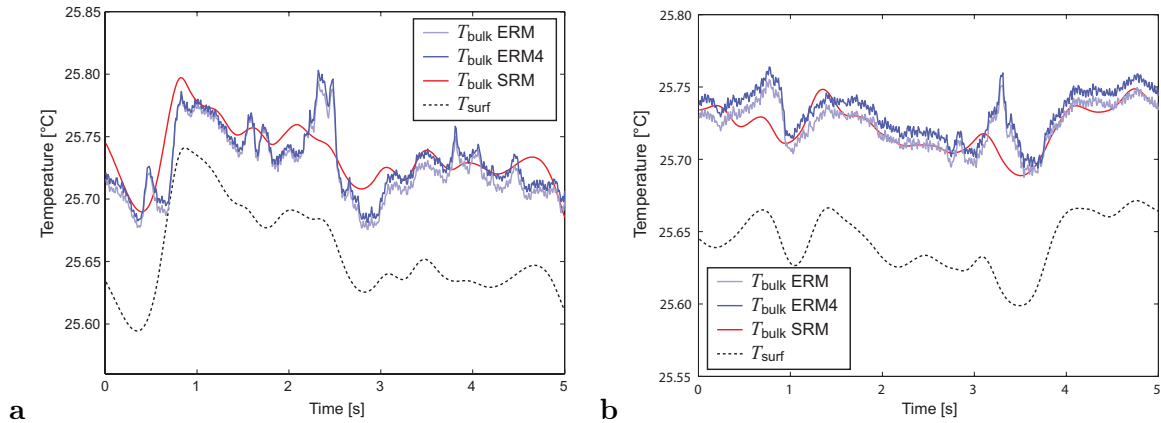 25.85
25.80
25.75
25.70
25.65
25.60
Temperature [°C]
0 1 2 3 4 5
Time [s]
T_bulk ERM
T_bulk ERM4
T_bulk SRM
T_surf
a
25.80
25.75
25.70
25.65
25.60
25.55
Temperature [°C]
0 1 2 3 4 5
Time [s]
T_bulk ERM
T_bulk ERM4
T_bulk SRM
T_surf
b